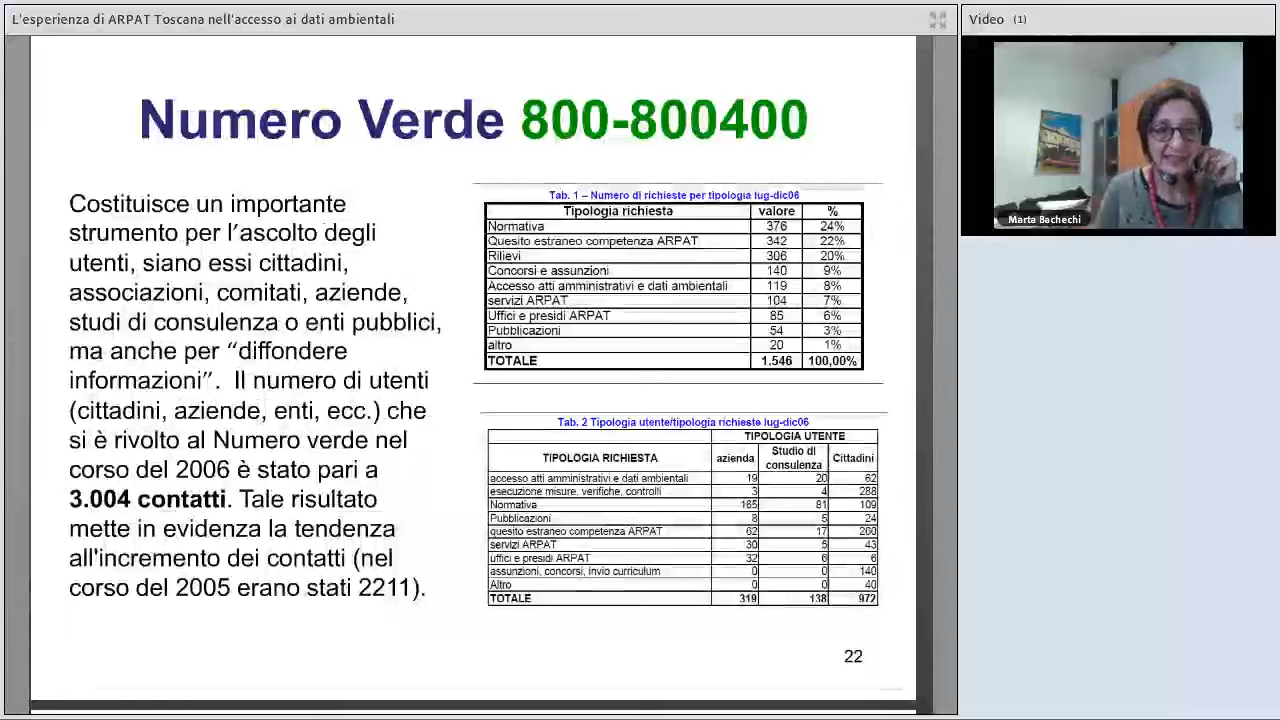 L'esperienza di ARPAT Toscana nell'accesso ai dati ambientali
Video (1)
Marta Bachechi
Numero Verde 800-800400
Costituisce un importante
strumento per l'ascolto degli
utenti, siano essi cittadini,
associazioni, comitati, aziende,
studi di consulenza o enti pubblici,
ma anche per “diffondere
informazioni”. Il numero di utenti
(cittadini, aziende, enti, ecc.) che
si è rivolto al Numero verde nel
corso del 2006 è stato pari a
3.004 contatti. Tale risultato
mette in evidenza la tendenza
all'incremento dei contatti (nel
corso del 2005 erano stati 2211).
Tab. 1 – Numero di richieste per tipologia lug-dic06
Tipologia richiesta valore %
Normativa 376 24%
Quesito estraneo competenza ARPAT 342 22%
Rilievi 306 20%
Concorsi e assunzioni 140 9%
Accesso atti amministrativi e dati ambientali 119 8%
servizi ARPAT 104 7%
Uffici e presidi ARPAT 85 6%
Pubblicazioni 54 3%
altro 20 1%
TOTALE 1.546 100,00%
Tab. 2 Tipologia utente/tipologia richieste lug-dic06
TIPOLOGIA UTENTE
TIPOLOGIA RICHIESTA azienda Studio di consulenza Cittadini
accesso atti amministrativi e dati ambientali 19 20 62
esecuzione misure, verifiche, controlli 3 4 288
Normativa 165 81 109
Pubblicazioni 8 5 24
quesito estraneo competenza ARPAT 62 17 260
servizi ARPAT 30 5 43
uffici e presidi ARPAT 32 6 6
assunzioni, concorsi, invio curriculum 0 0 140
Altro 0 0 40
TOTALE 319 138 972
22